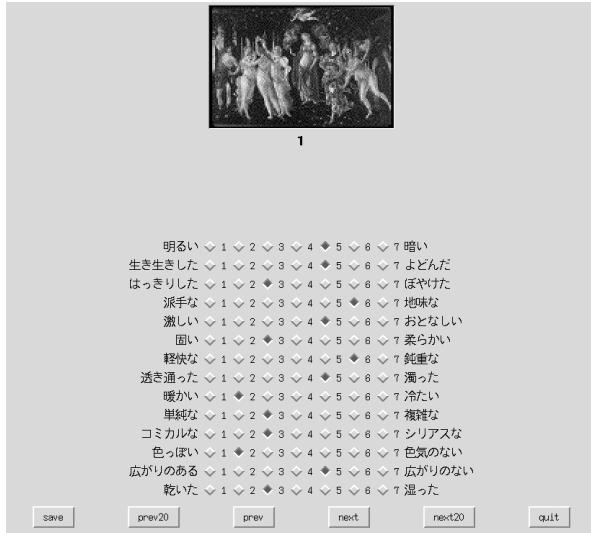 1
明るい 1 2 3 4 5 6 7 暗い
生き生きした 1 2 3 4 5 6 7 よどんだ
はっきりした 1 2 3 4 5 6 7 ぼやけた
派手な 1 2 3 4 5 6 7 地味な
激しい 1 2 3 4 5 6 7 おとなしい
固い 1 2 3 4 5 6 7 柔らかい
軽快な 1 2 3 4 5 6 7 鈍重な
透き通った 1 2 3 4 5 6 7 濁った
暖かい 1 2 3 4 5 6 7 冷たい
単純な 1 2 3 4 5 6 7 複雑な
コミカルな 1 2 3 4 5 6 7 シリアスな
色っぽい 1 2 3 4 5 6 7 色気のない
広がりのある 1 2 3 4 5 6 7 広がりのない
乾いた 1 2 3 4 5 6 7 湿った
save prev20 prev next next20 quit